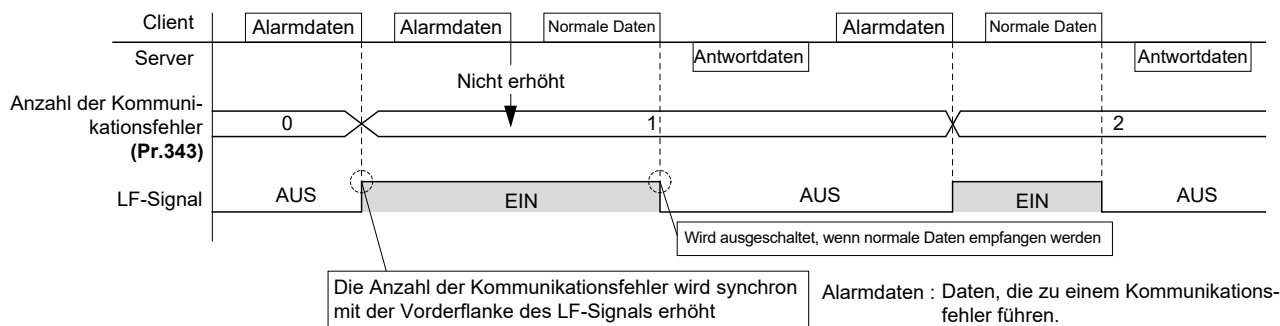 Client
Alarmdaten
Alarmdaten
Normale Daten
Alarmdaten
Normale Daten
Server
Antwortdaten
Antwortdaten
Nicht erhöht
Anzahl der Kommuni-
kationsfehler
(Pr.343)
0
1
2
LF-Signal
AUS
EIN
AUS
EIN
AUS
Wird ausgeschaltet, wenn normale Daten empfangen werden
Die Anzahl der Kommunikationsfehler wird synchron
mit der Vorderflanke des LF-Signals erhöht
Alarmdaten : Daten, die zu einem Kommunikations-
fehler führen.